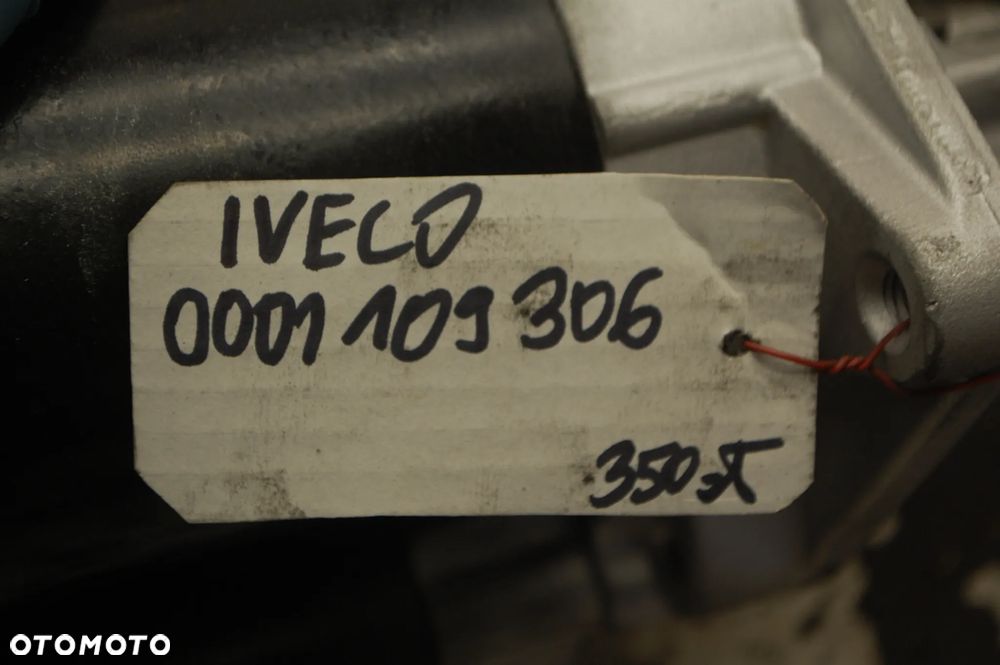 IVECO
0001 109 306
350 zł
OTOMOTO